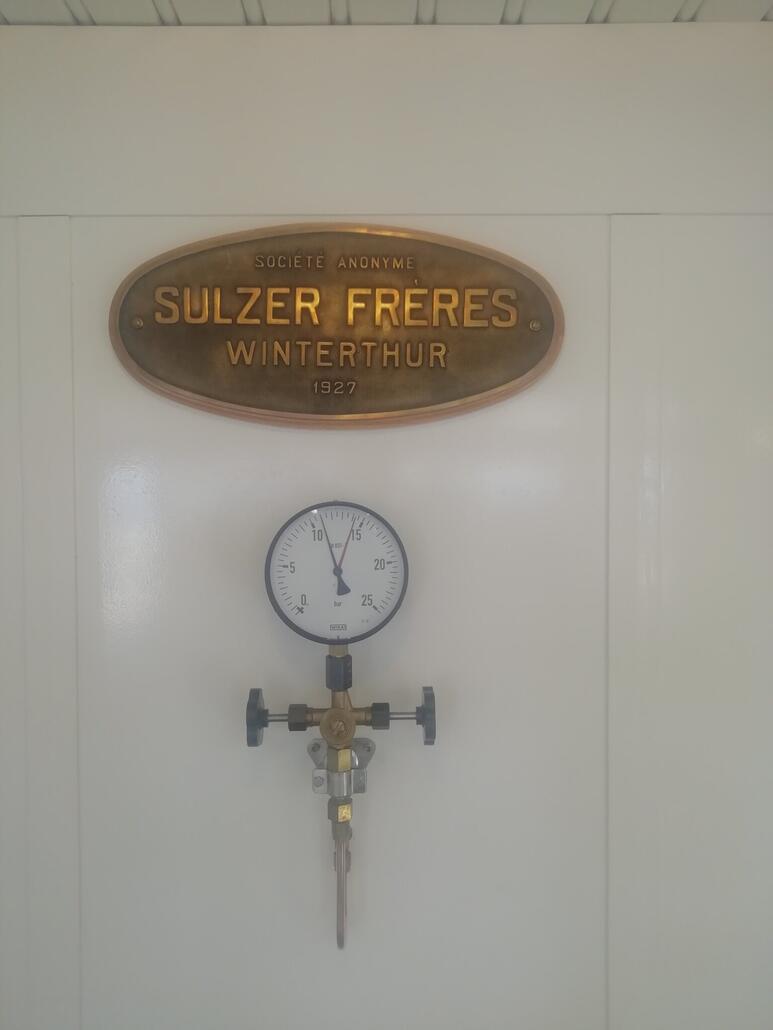 SOCIÉTÉ ANONYME
SULZER FRÈRES
WINTERTHUR
1927
10 15
5 20
0 25
bar
WIKA